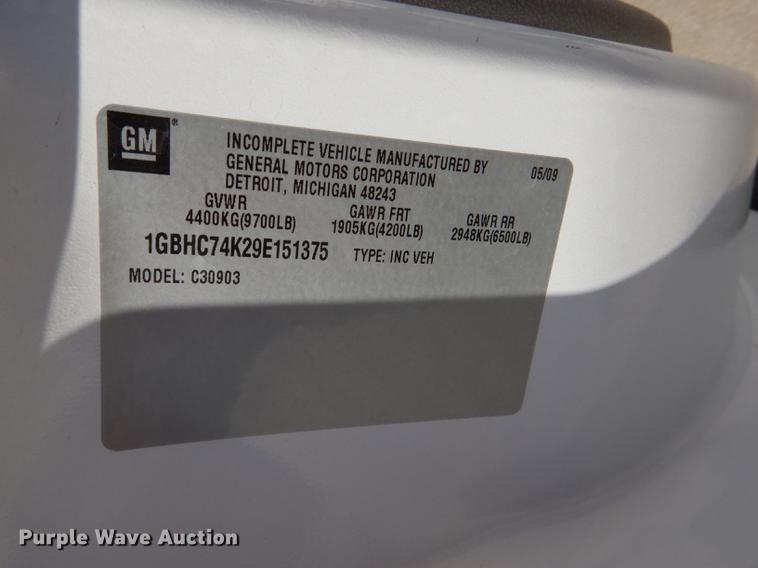 GM®
INCOMPLETE VEHICLE MANUFACTURED BY
GENERAL MOTORS CORPORATION
DETROIT, MICHIGAN 48243
05/09
GVWR GAWR FRT GAWR RR
4400KG(9700LB) 1905KG(4200LB) 2948KG(6500LB)
1GBHC74K29E151375 TYPE: INC VEH
MODEL: C30903
Purple Wave Auction